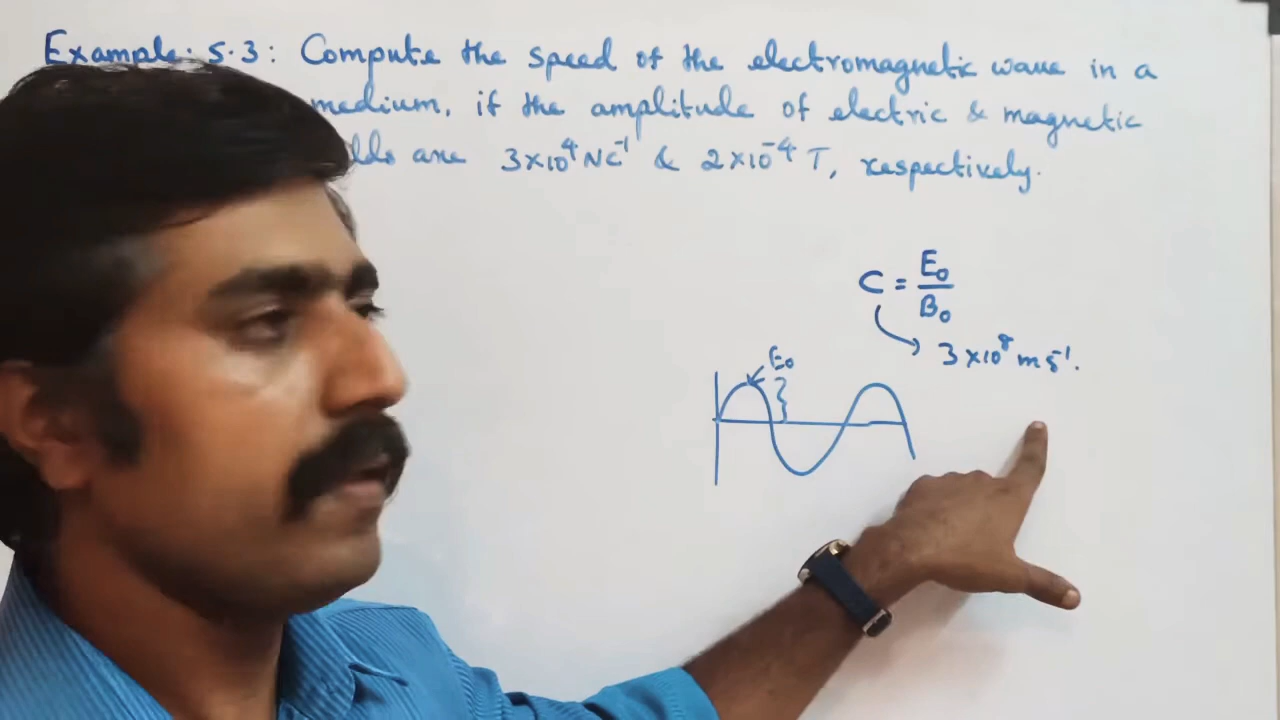 Example. 5.3: Compute the speed of the electromagnetic wave in a
medium, if the amplitude of electric & magnetic
lds are 3×10⁴ NC⁻¹ & 2×10⁻⁴ T, respectively.
C = E₀/B₀
3×10⁸ ms⁻¹.
E₀